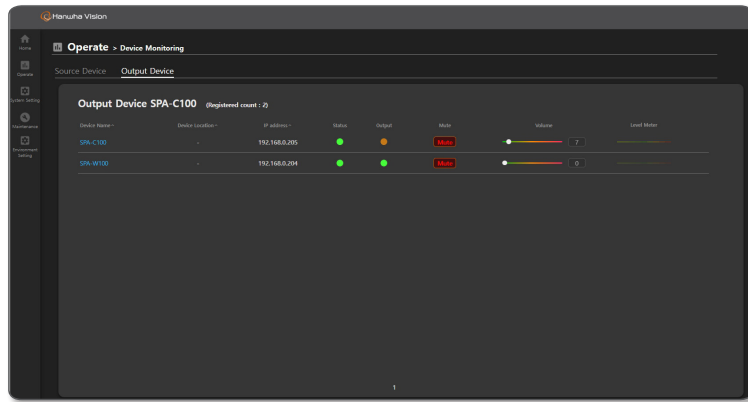 Hanwha Vision
Home
Operate
System Setting
Maintenance
Environment
Setting
Operate > Device Monitoring
Source Device Output Device
Output Device SPA-C100 (Registered count : 2)
Device Name Device Location IP address Status Output Mute Volume Level Meter
SPA-C100 - 192.168.0.205 Mute 7
SPA-W100 - 192.168.0.204 Mute 0
1